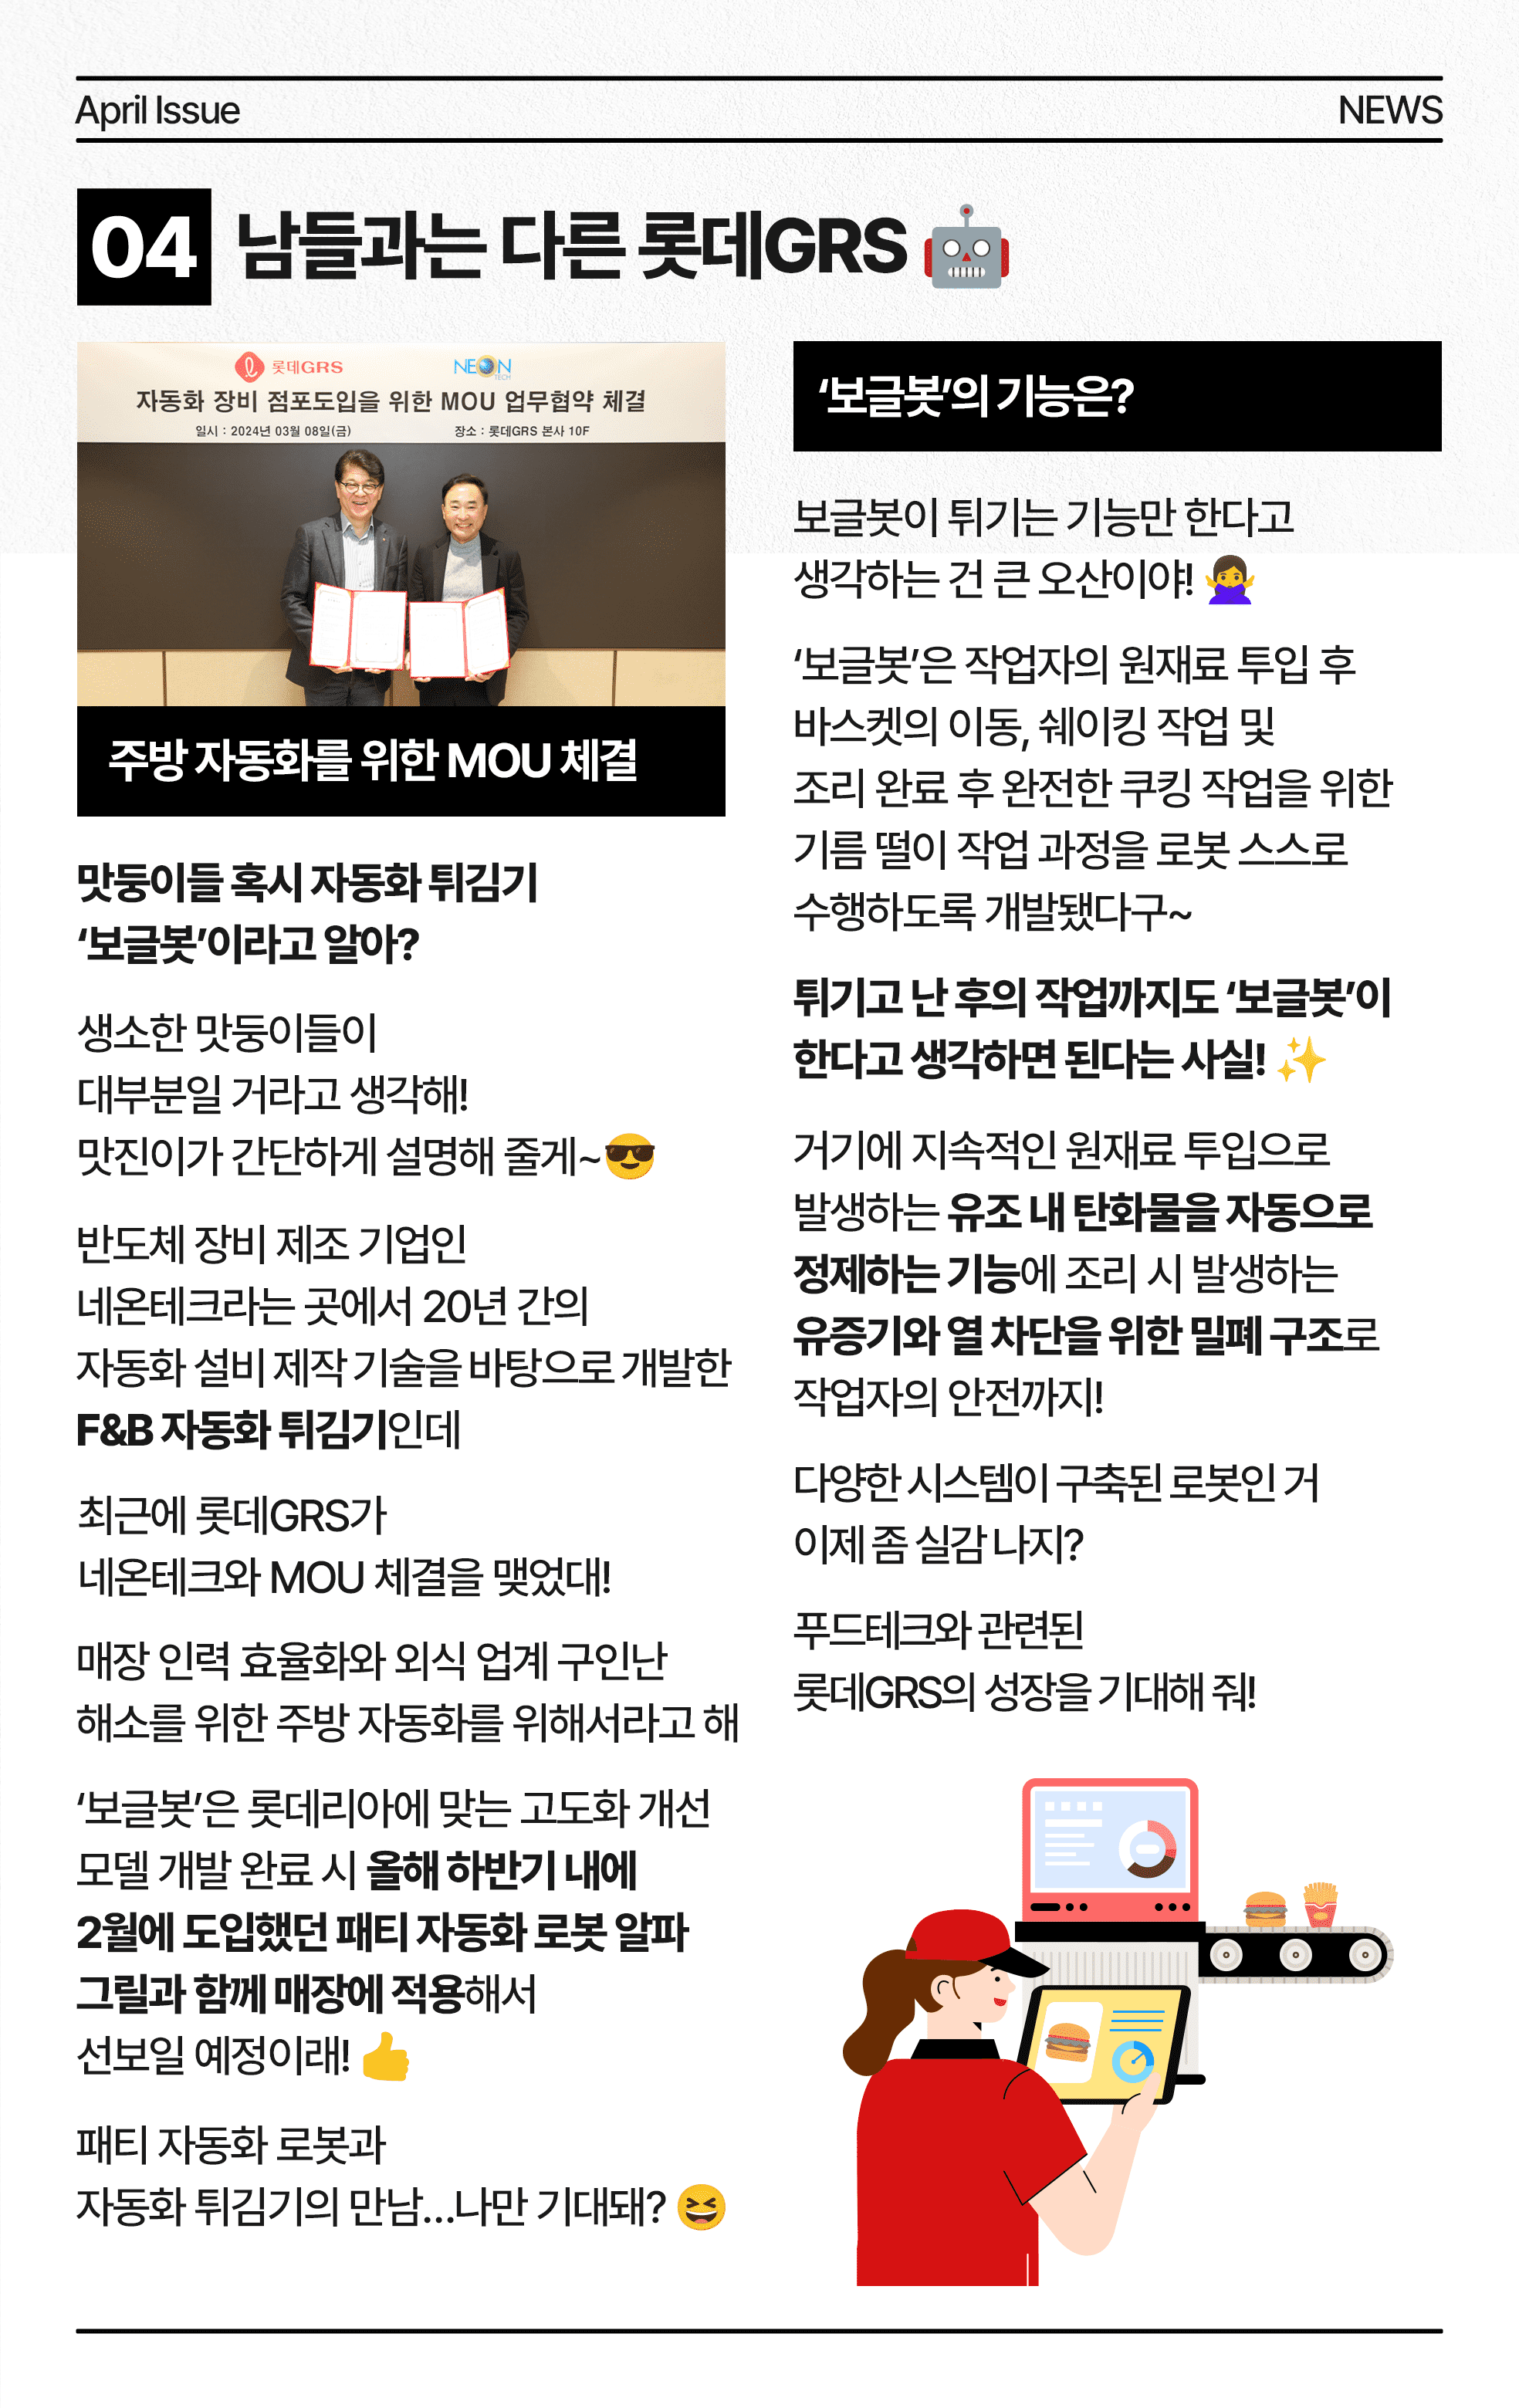 April Issue
NEWS
04 남들과는 다른 롯데GRS 🤖
롯데GRS
NEON TECH
자동화 장비 점포도입을 위한 MOU 업무협약 체결
일시 : 2024년 03월 08일(금)
장소 : 롯데GRS 본사 10F
주방 자동화를 위한 MOU 체결
맛둥이들 혹시 자동화 튀김기
‘보글봇’이라고 알아?
생소한 맛둥이들이
대부분일 거라고 생각해!
맛진이가 간단하게 설명해 줄게~😎
반도체 장비 제조 기업인
네온테크라는 곳에서 20년 간의
자동화 설비 제작 기술을 바탕으로 개발한
F&B 자동화 튀김기인데
최근에 롯데GRS가
네온테크와 MOU 체결을 맺었대!
매장 인력 효율화와 외식 업계 구인난
해소를 위한 주방 자동화를 위해서라고 해
‘보글봇’은 롯데리아에 맞는 고도화 개선
모델 개발 완료 시 올해 하반기 내에
2월에 도입했던 패티 자동화 로봇 알파
그릴과 함께 매장에 적용해서
선보일 예정이래! 👍
패티 자동화 로봇과
자동화 튀김기의 만남...나만 기대돼? 😆
‘보글봇’의 기능은?
보글봇이 튀기는 기능만 한다고
생각하는 건 큰 오산이야! 🙅‍♀️
‘보글봇’은 작업자의 원재료 투입 후
바스켓의 이동, 쉐이킹 작업 및
조리 완료 후 완전한 쿠킹 작업을 위한
기름 떨이 작업 과정을 로봇 스스로
수행하도록 개발됐다구~
튀기고 난 후의 작업까지도 ‘보글봇’이
한다고 생각하면 된다는 사실! ✨
거기에 지속적인 원재료 투입으로
발생하는 유조 내 탄화물을 자동으로
정제하는 기능에 조리 시 발생하는
유증기와 열 차단을 위한 밀폐 구조로
작업자의 안전까지!
다양한 시스템이 구축된 로봇인 거
이제 좀 실감 나지?
푸드테크와 관련된
롯데GRS의 성장을 기대해 줘!